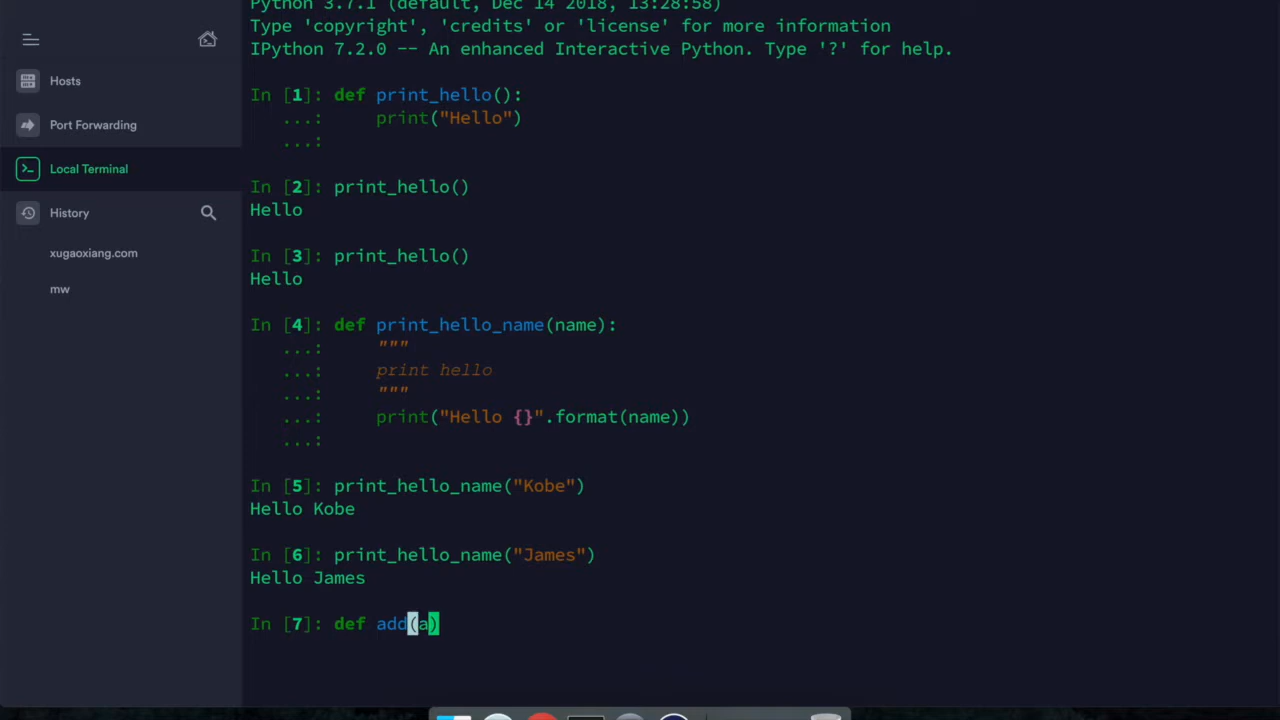 Python 3.7.1 (default, Dec 14 2018, 13:28:58)
Type 'copyright', 'credits' or 'license' for more information
IPython 7.2.0 -- An enhanced Interactive Python. Type '?' for help.
Hosts
Port Forwarding
Local Terminal
History
xugaoxiang.com
mw
In [1]: def print_hello():
...:     print("Hello")
...:
In [2]: print_hello()
Hello
In [3]: print_hello()
Hello
In [4]: def print_hello_name(name):
...:     """
...:     print hello
...:     """
...:     print("Hello {}".format(name))
...:
In [5]: print_hello_name("Kobe")
Hello Kobe
In [6]: print_hello_name("James")
Hello James
In [7]: def add(a)